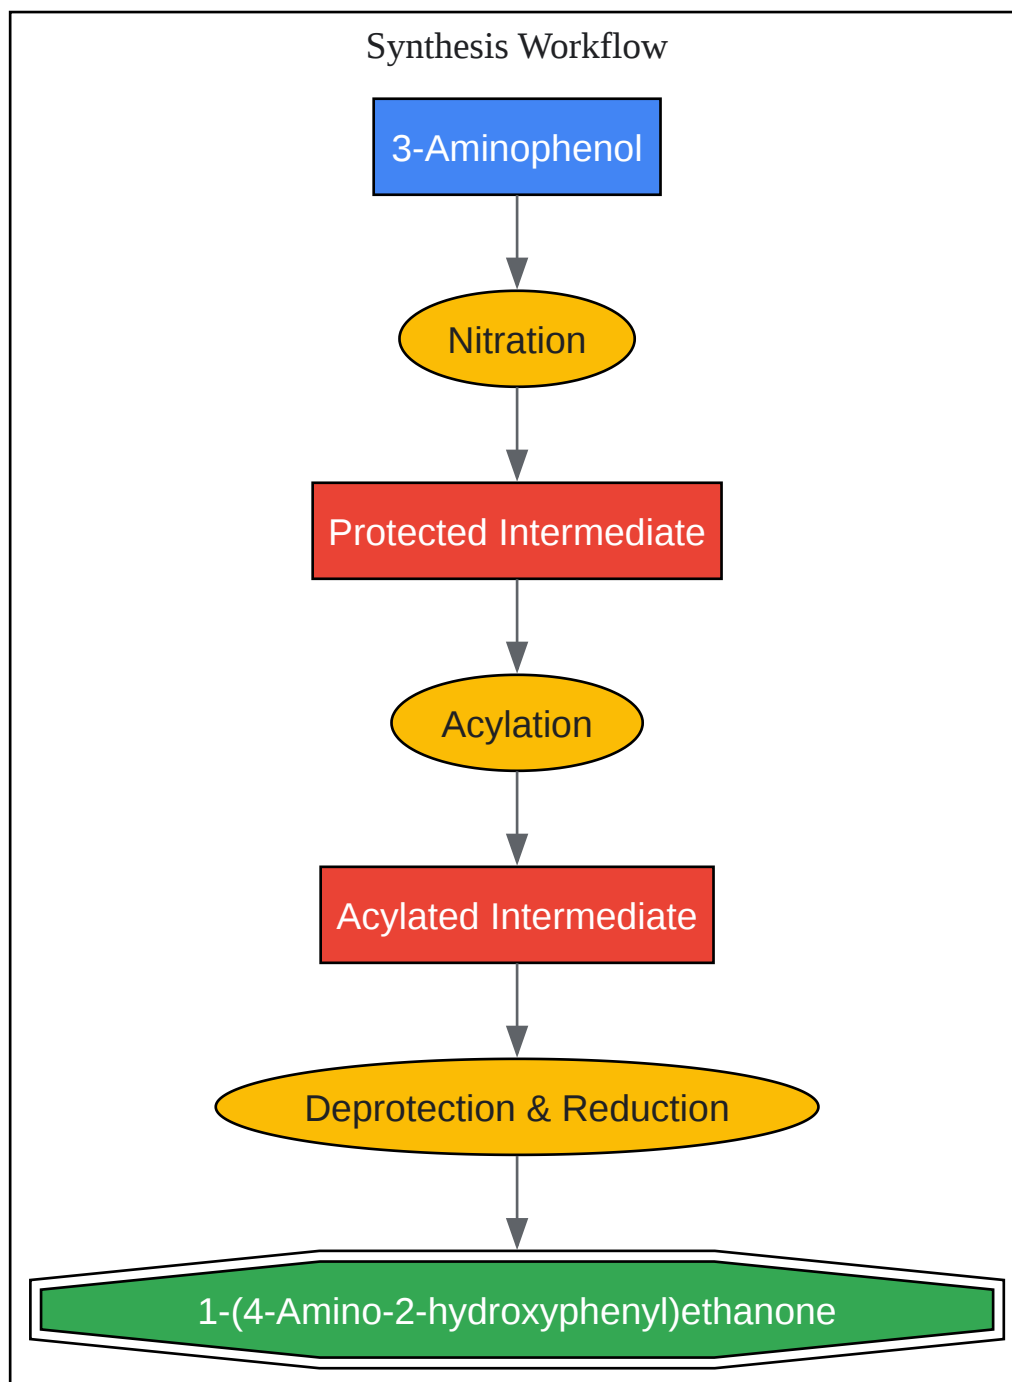 Synthesis Workflow
3-Aminophenol
Nitration
Protected Intermediate
Acylation
Acylated Intermediate
Deprotection & Reduction
1-(4-Amino-2-hydroxyphenyl)ethanone